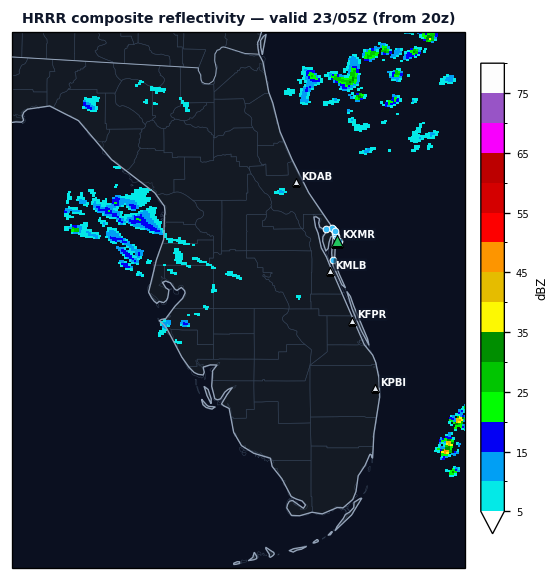 HRRR composite reflectivity — valid 23/05Z (from 20z)
KDAB
KXMR
KMLB
KFPR
KPBI
75
65
55
45
35
25
15
5
dBZ